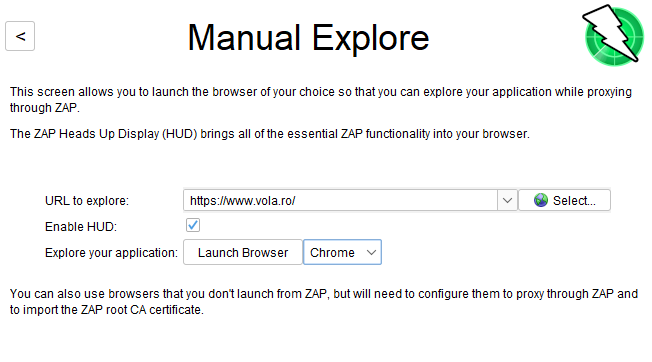 <
Manual Explore
This screen allows you to launch the browser of your choice so that you can explore your application while proxying
through ZAP.
The ZAP Heads Up Display (HUD) brings all of the essential ZAP functionality into your browser.
URL to explore: https://www.vola.ro/ Select...
Enable HUD:
Explore your application: Launch Browser Chrome
You can also use browsers that you don't launch from ZAP, but will need to configure them to proxy through ZAP and
to import the ZAP root CA certificate.